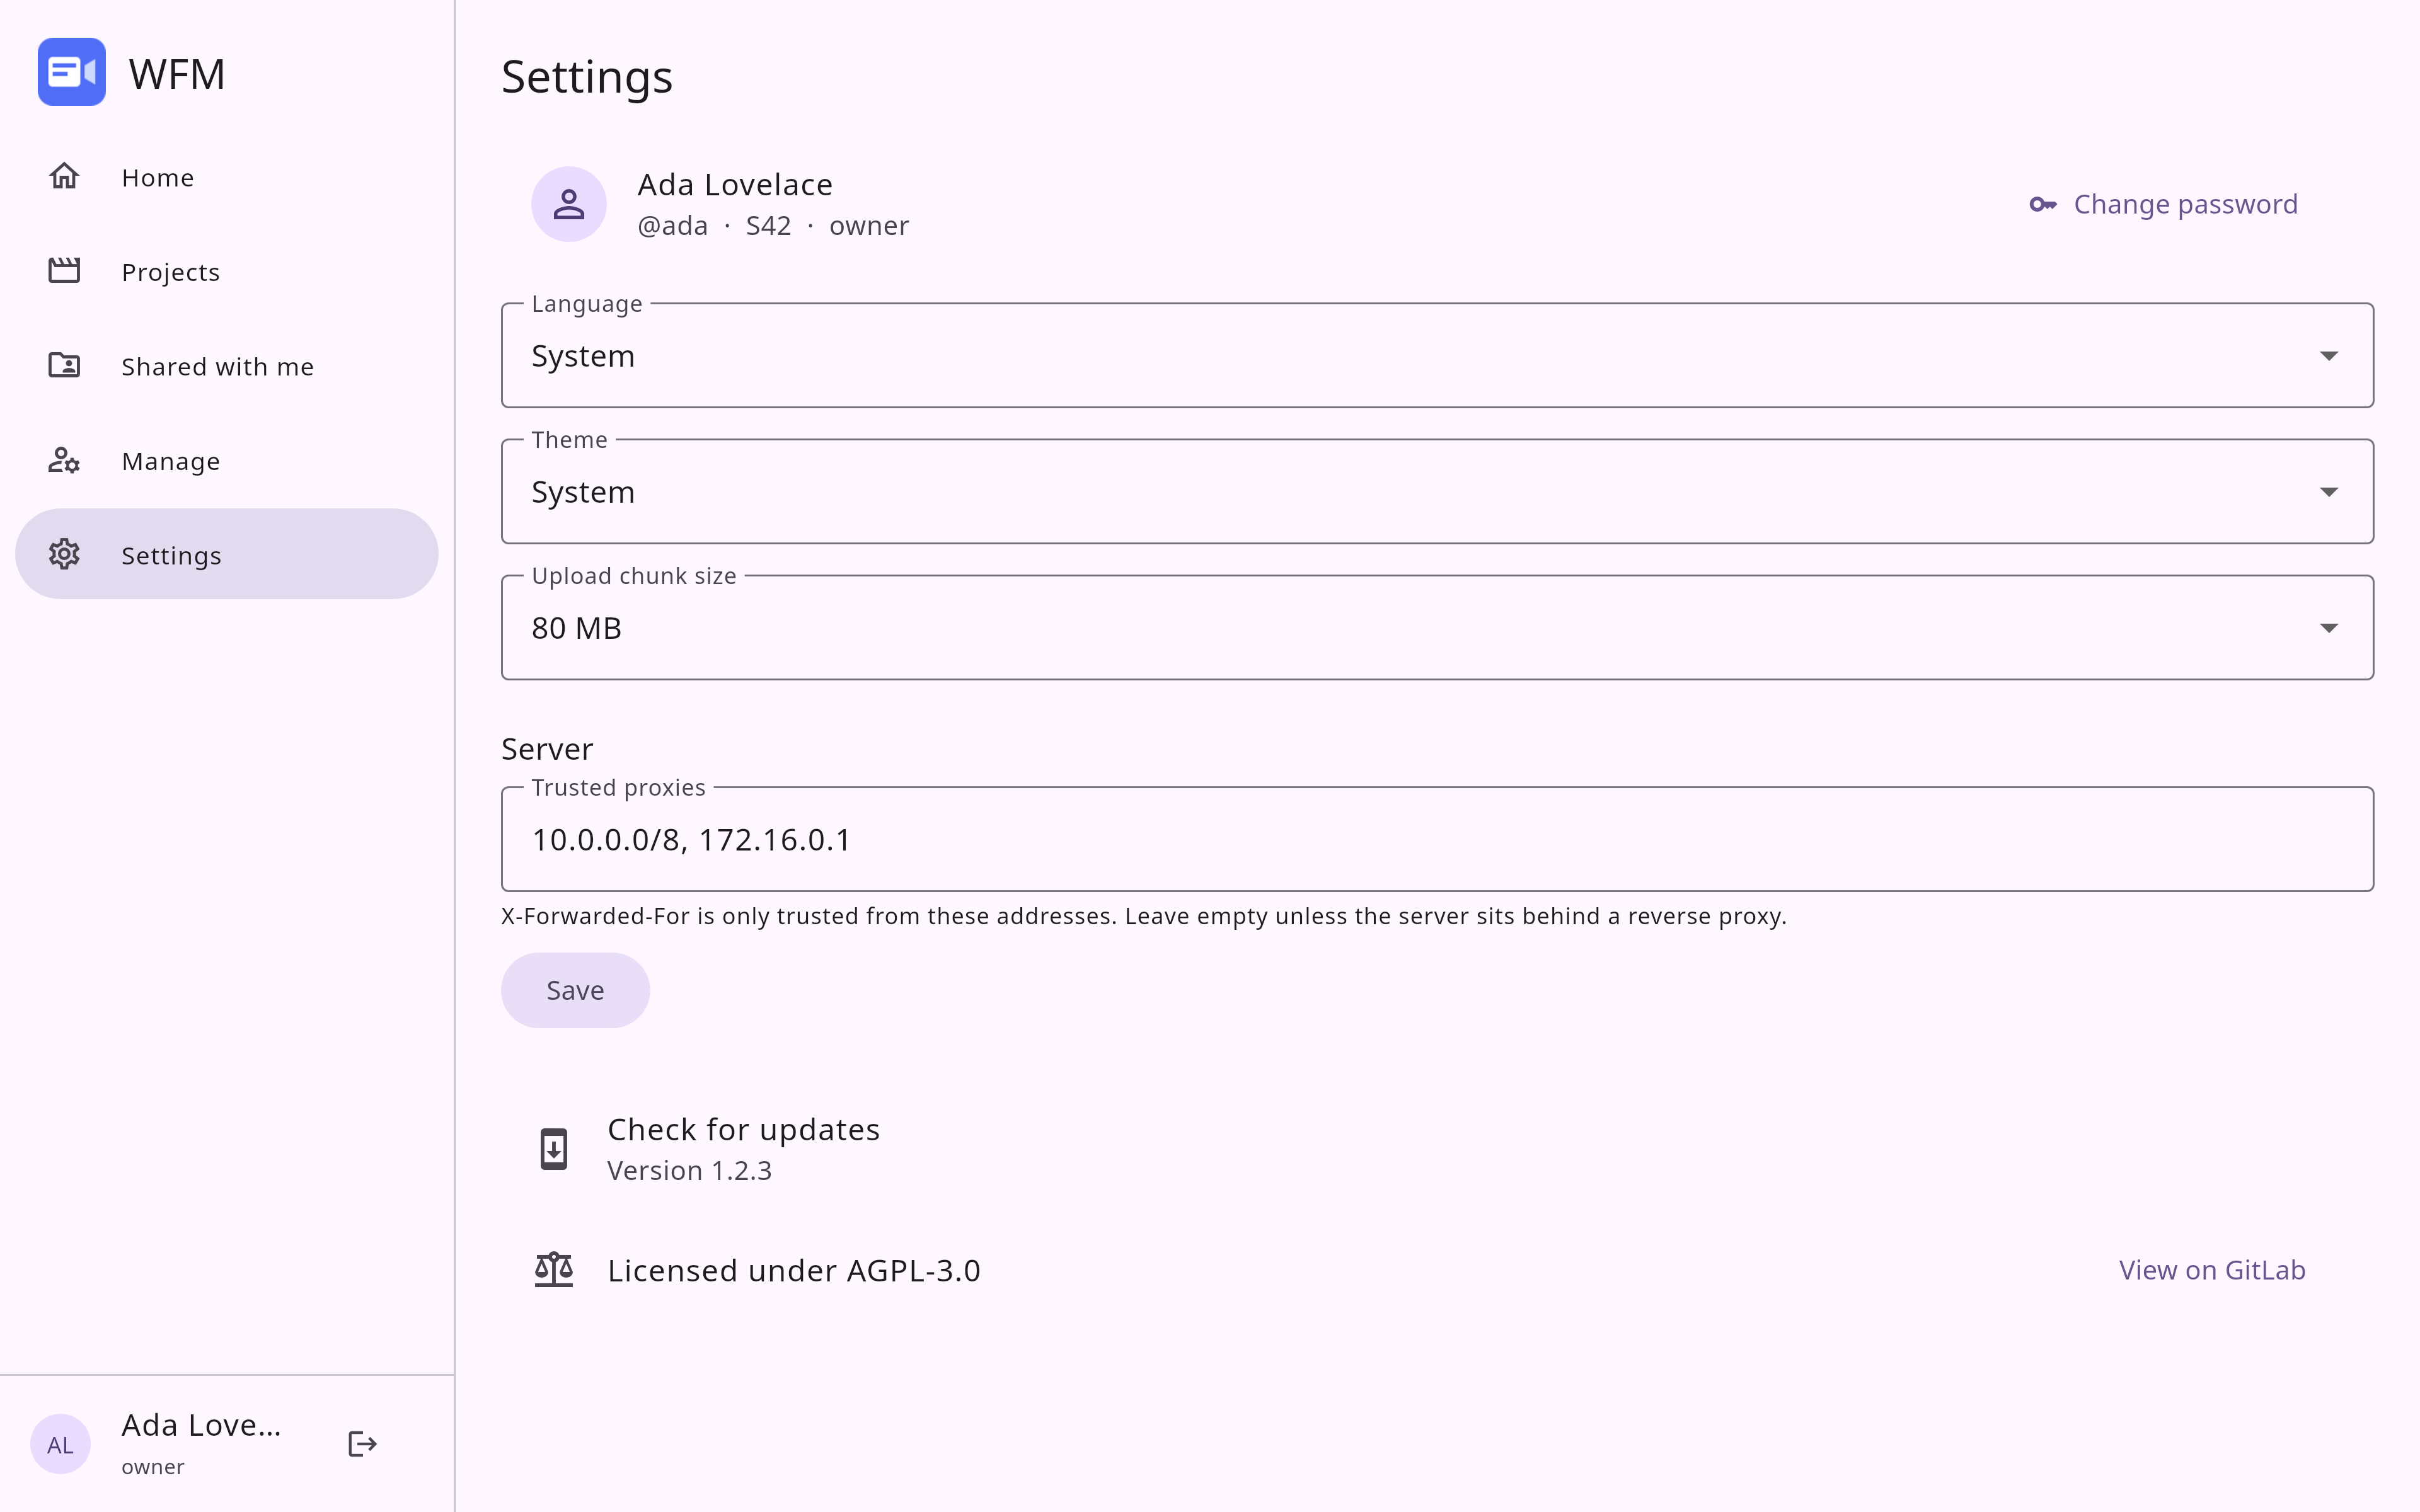 WFM
Home
Projects
Shared with me
Manage
Settings
Ada Love...
AL
owner
Settings
Ada Lovelace
@ada · S42 · owner
Change password
Language
System
Theme
System
Upload chunk size
80 MB
Server
Trusted proxies
10.0.0.0/8, 172.16.0.1
X-Forwarded-For is only trusted from these addresses. Leave empty unless the server sits behind a reverse proxy.
Save
Check for updates
Version 1.2.3
Licensed under AGPL-3.0
View on GitLab